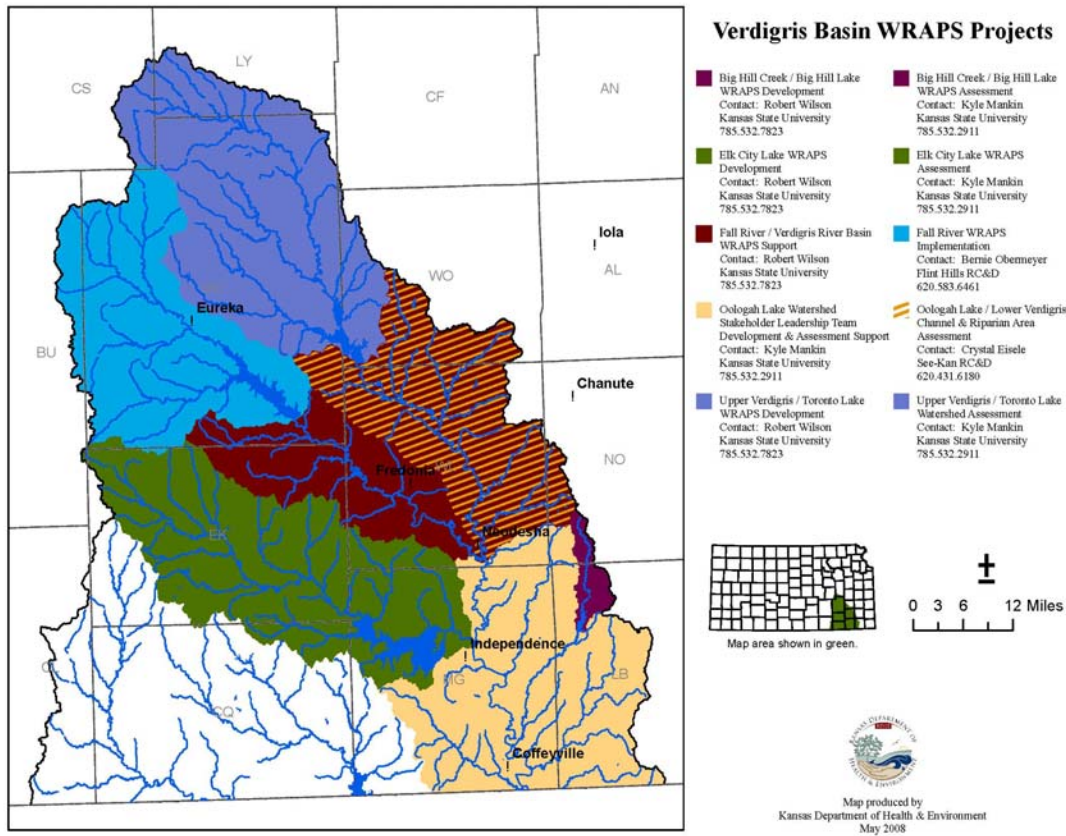 LY
CS
CF
AN
Iola
WO
AL
Eureka
BU
Chanute
Fredonia
NO
Neodesha
EK
Independence
MG
LB
CQ
Coffeyville
Verdigris Basin WRAPS Projects
Big Hill Creek / Big Hill Lake
WRAPS Development
Contact: Robert Wilson
Kansas State University
785.532.7823
Big Hill Creek / Big Hill Lake
WRAPS Assessment
Contact: Kyle Mankin
Kansas State University
785.532.2911
Elk City Lake WRAPS
Development
Contact: Robert Wilson
Kansas State University
785.532.7823
Elk City Lake WRAPS
Assessment
Contact: Kyle Mankin
Kansas State University
785.532.2911
Fall River / Verdigris River Basin
WRAPS Support
Contact: Robert Wilson
Kansas State University
785.532.7823
Fall River WRAPS
Implementation
Contact: Bernie Obermeyer
Flint Hills RC&D
620.583.6461
Oologah Lake Watershed
Stakeholder Leadership Team
Development & Assessment Support
Contact: Kyle Mankin
Kansas State University
785.532.2911
Oologah Lake / Lower Verdigris
Channel & Riparian Area
Assessment
Contact: Crystal Eisele
See-Kan RC&D
620.431.6180
Upper Verdigris / Toronto Lake
WRAPS Development
Contact: Robert Wilson
Kansas State University
785.532.7823
Upper Verdigris / Toronto Lake
Watershed Assessment
Contact: Kyle Mankin
Kansas State University
785.532.2911
0 3 6 12 Miles
Map area shown in green.
KANSAS DEPARTMENT OF
HEALTH & ENVIRONMENT
Map produced by
Kansas Department of Health & Environment
May 2008